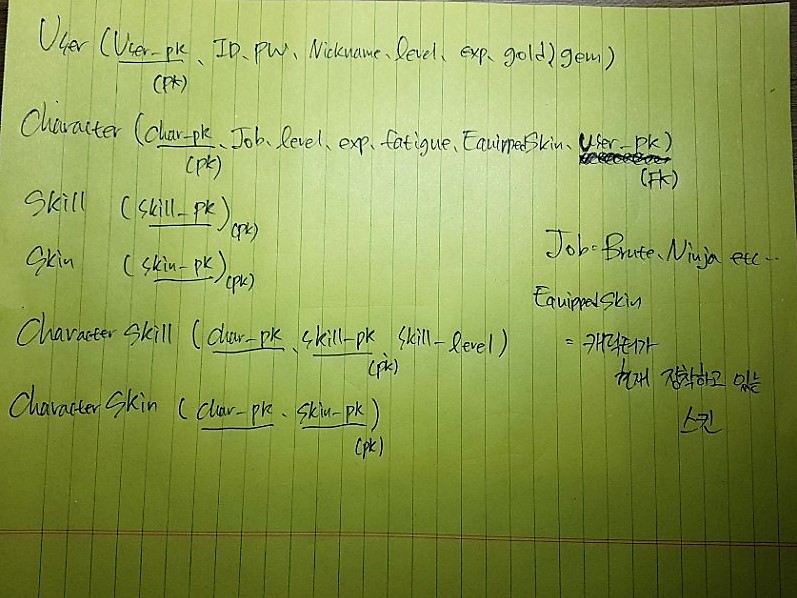 User (User_pk、ID、PW、Nickname、level、exp、gold, gem)
(PK)
Character (char_pk、Job、level、exp、fatigue、EquippedSkin、User_pk)
(PK)
(FK)
Skill (skill_pk)
(PK)
Skin (skin_pk)
(PK)
Job = Brute、Ninja etc...
EquippedSkin
= 캐릭터가
현재 장착하고 있는
스킨
Character Skill (char_pk、skill_pk、skill-level)
(PK)
Character Skin (char_pk、skin_pk)
(PK)